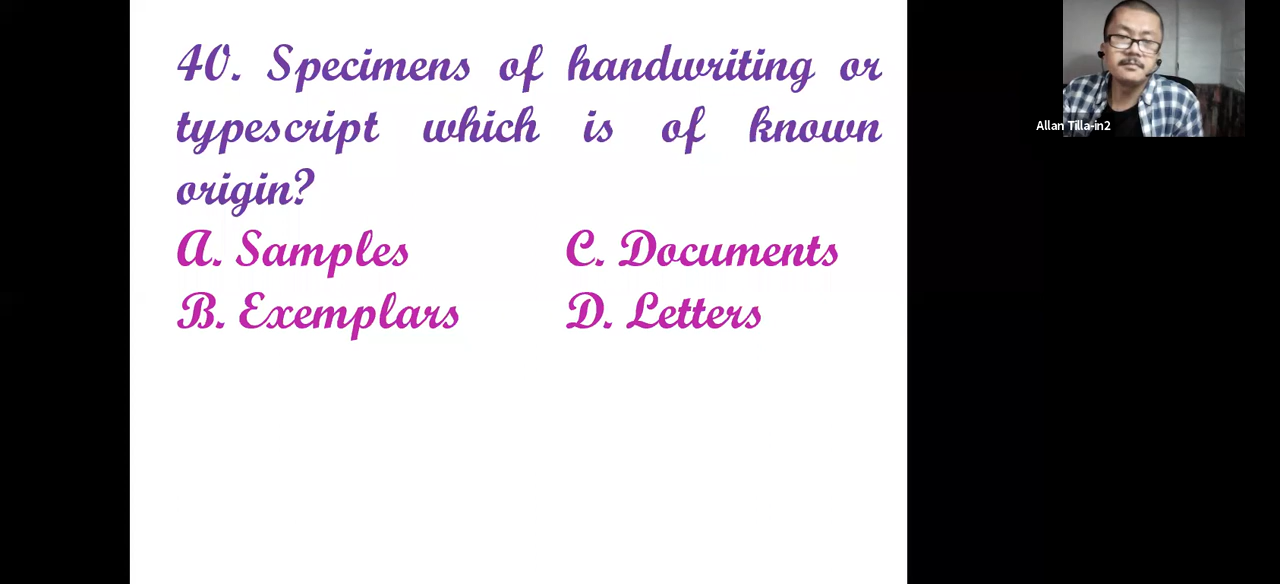 40. Specimens of handwriting or
typescript which is of known
origin?
A. Samples
C. Documents
B. Exemplars
D. Letters
Allan Tilla-in2